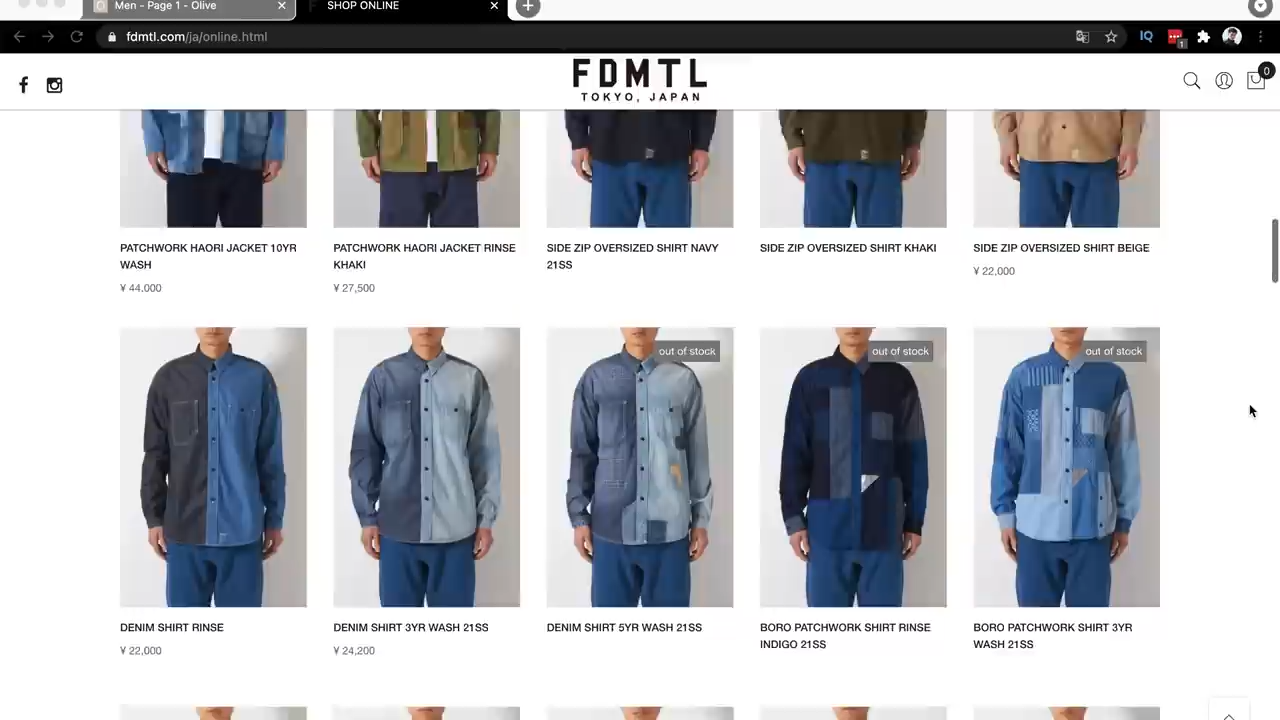 Men - Page 1 - Olive
SHOP ONLINE
fdmtl.com/ja/online.html
IQ
1
FDMTL
TOKYO, JAPAN
0
PATCHWORK HAORI JACKET 10YR
WASH
¥ 44,000
PATCHWORK HAORI JACKET RINSE
KHAKI
¥ 27,500
SIDE ZIP OVERSIZED SHIRT NAVY
21SS
SIDE ZIP OVERSIZED SHIRT KHAKI
SIDE ZIP OVERSIZED SHIRT BEIGE
¥ 22,000
out of stock
out of stock
out of stock
DENIM SHIRT RINSE
¥ 22,000
DENIM SHIRT 3YR WASH 21SS
¥ 24,200
DENIM SHIRT 5YR WASH 21SS
BORO PATCHWORK SHIRT RINSE
INDIGO 21SS
BORO PATCHWORK SHIRT 3YR
WASH 21SS